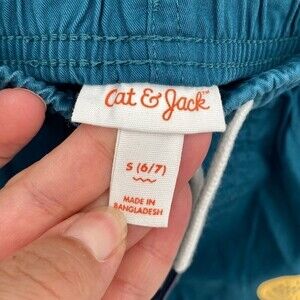 Cat & Jack™
S (6/7)
MADE IN
BANGLADESH